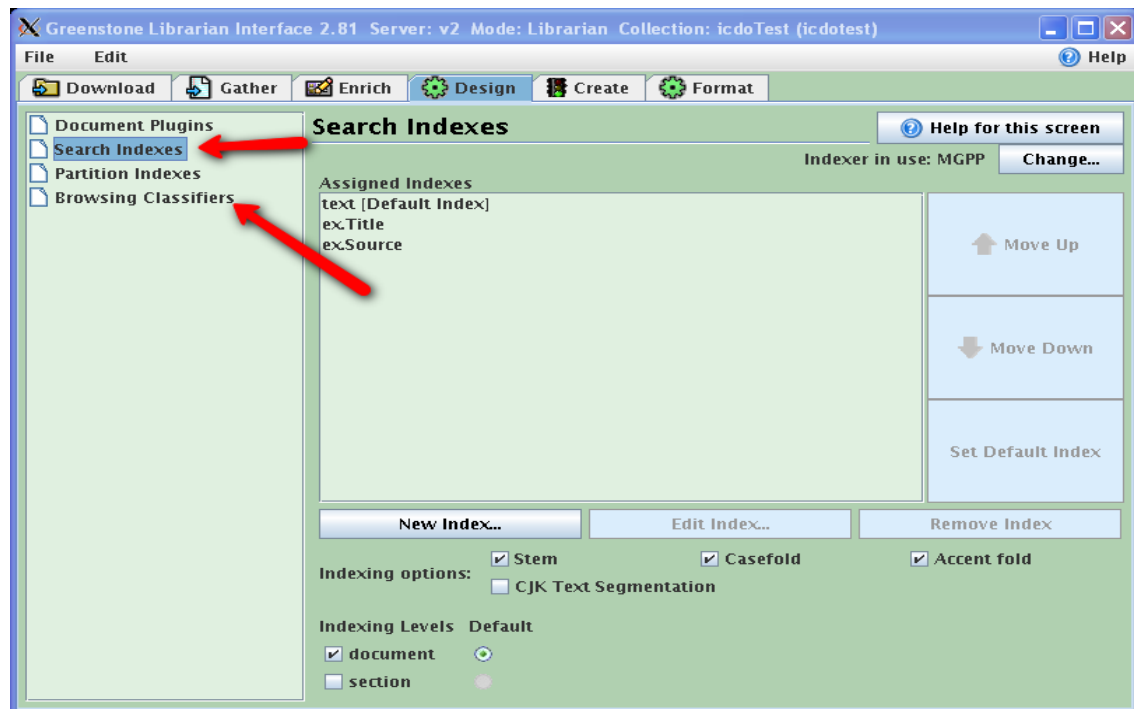 Greenstone Librarian Interface 2.81 Server: v2 Mode: Librarian Collection: icdoTest (icdotest)
File Edit Help
Download Gather Enrich Design Create Format
Document Plugins
Search Indexes
Partition Indexes
Browsing Classifiers
Search Indexes
Help for this screen
Indexer in use: MGPP Change...
Assigned Indexes
text [Default Index]
ex.Title
ex.Source
Move Up
Move Down
Set Default Index
New Index... Edit Index... Remove Index
Indexing options: Stem Casefold Accent fold
CJK Text Segmentation
Indexing Levels Default
document
section